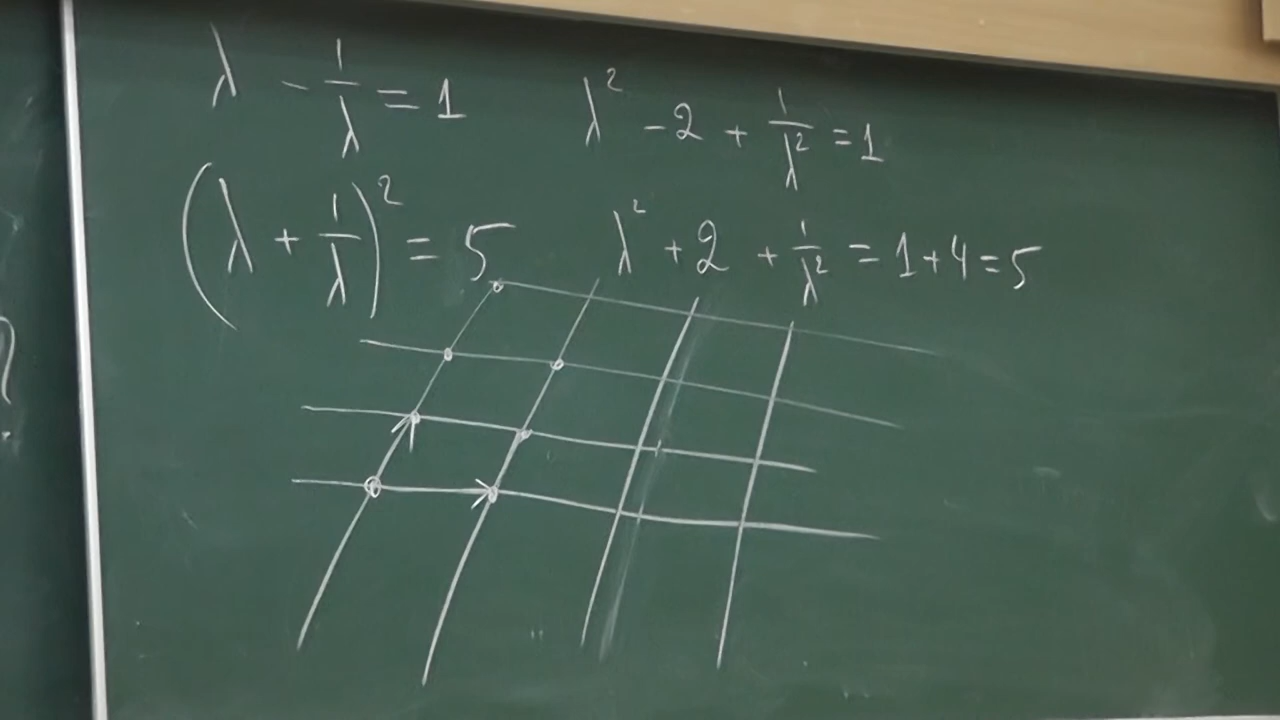 λ - 1/λ = 1    λ² - 2 + 1/λ² = 1
(λ + 1/λ)² = 5    λ² + 2 + 1/λ² = 1+4=5
?